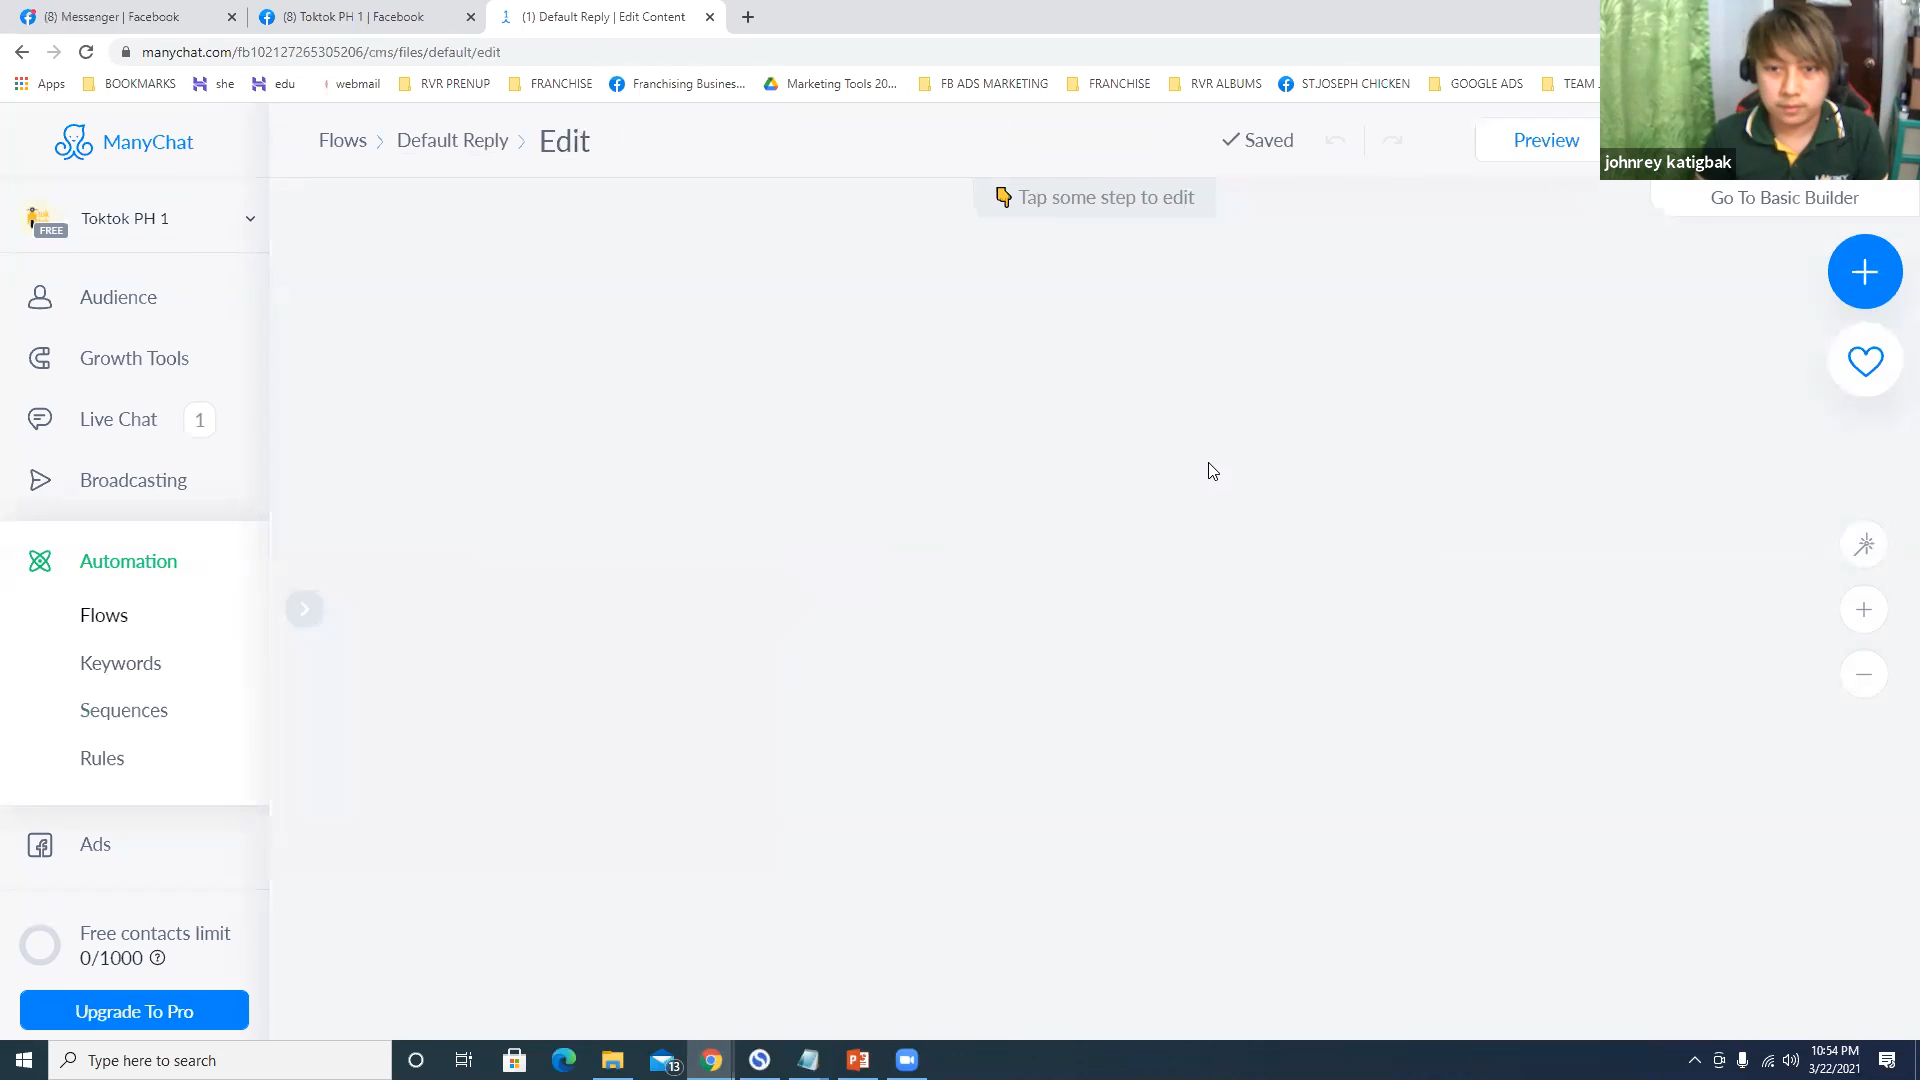 (8) Messenger | Facebook
(8) Toktok PH 1 | Facebook
(1) Default Reply | Edit Content
manychat.com/fb102127265305206/cms/files/default/edit
Apps
BOOKMARKS
she
edu
webmail
RVR PRENUP
FRANCHISE
Franchising Busines...
Marketing Tools 20...
FB ADS MARKETING
FRANCHISE
RVR ALBUMS
ST.JOSEPH CHICKEN
GOOGLE ADS
TEAM
johnrey katigbak
ManyChat
Flows
Default Reply
Edit
Saved
Preview
Tap some step to edit
Go To Basic Builder
Toktok PH 1
FREE
Audience
Growth Tools
Live Chat
1
Broadcasting
Automation
Flows
Keywords
Sequences
Rules
Ads
Free contacts limit
0/1000
Upgrade To Pro
Type here to search
13
10:54 PM
3/22/2021